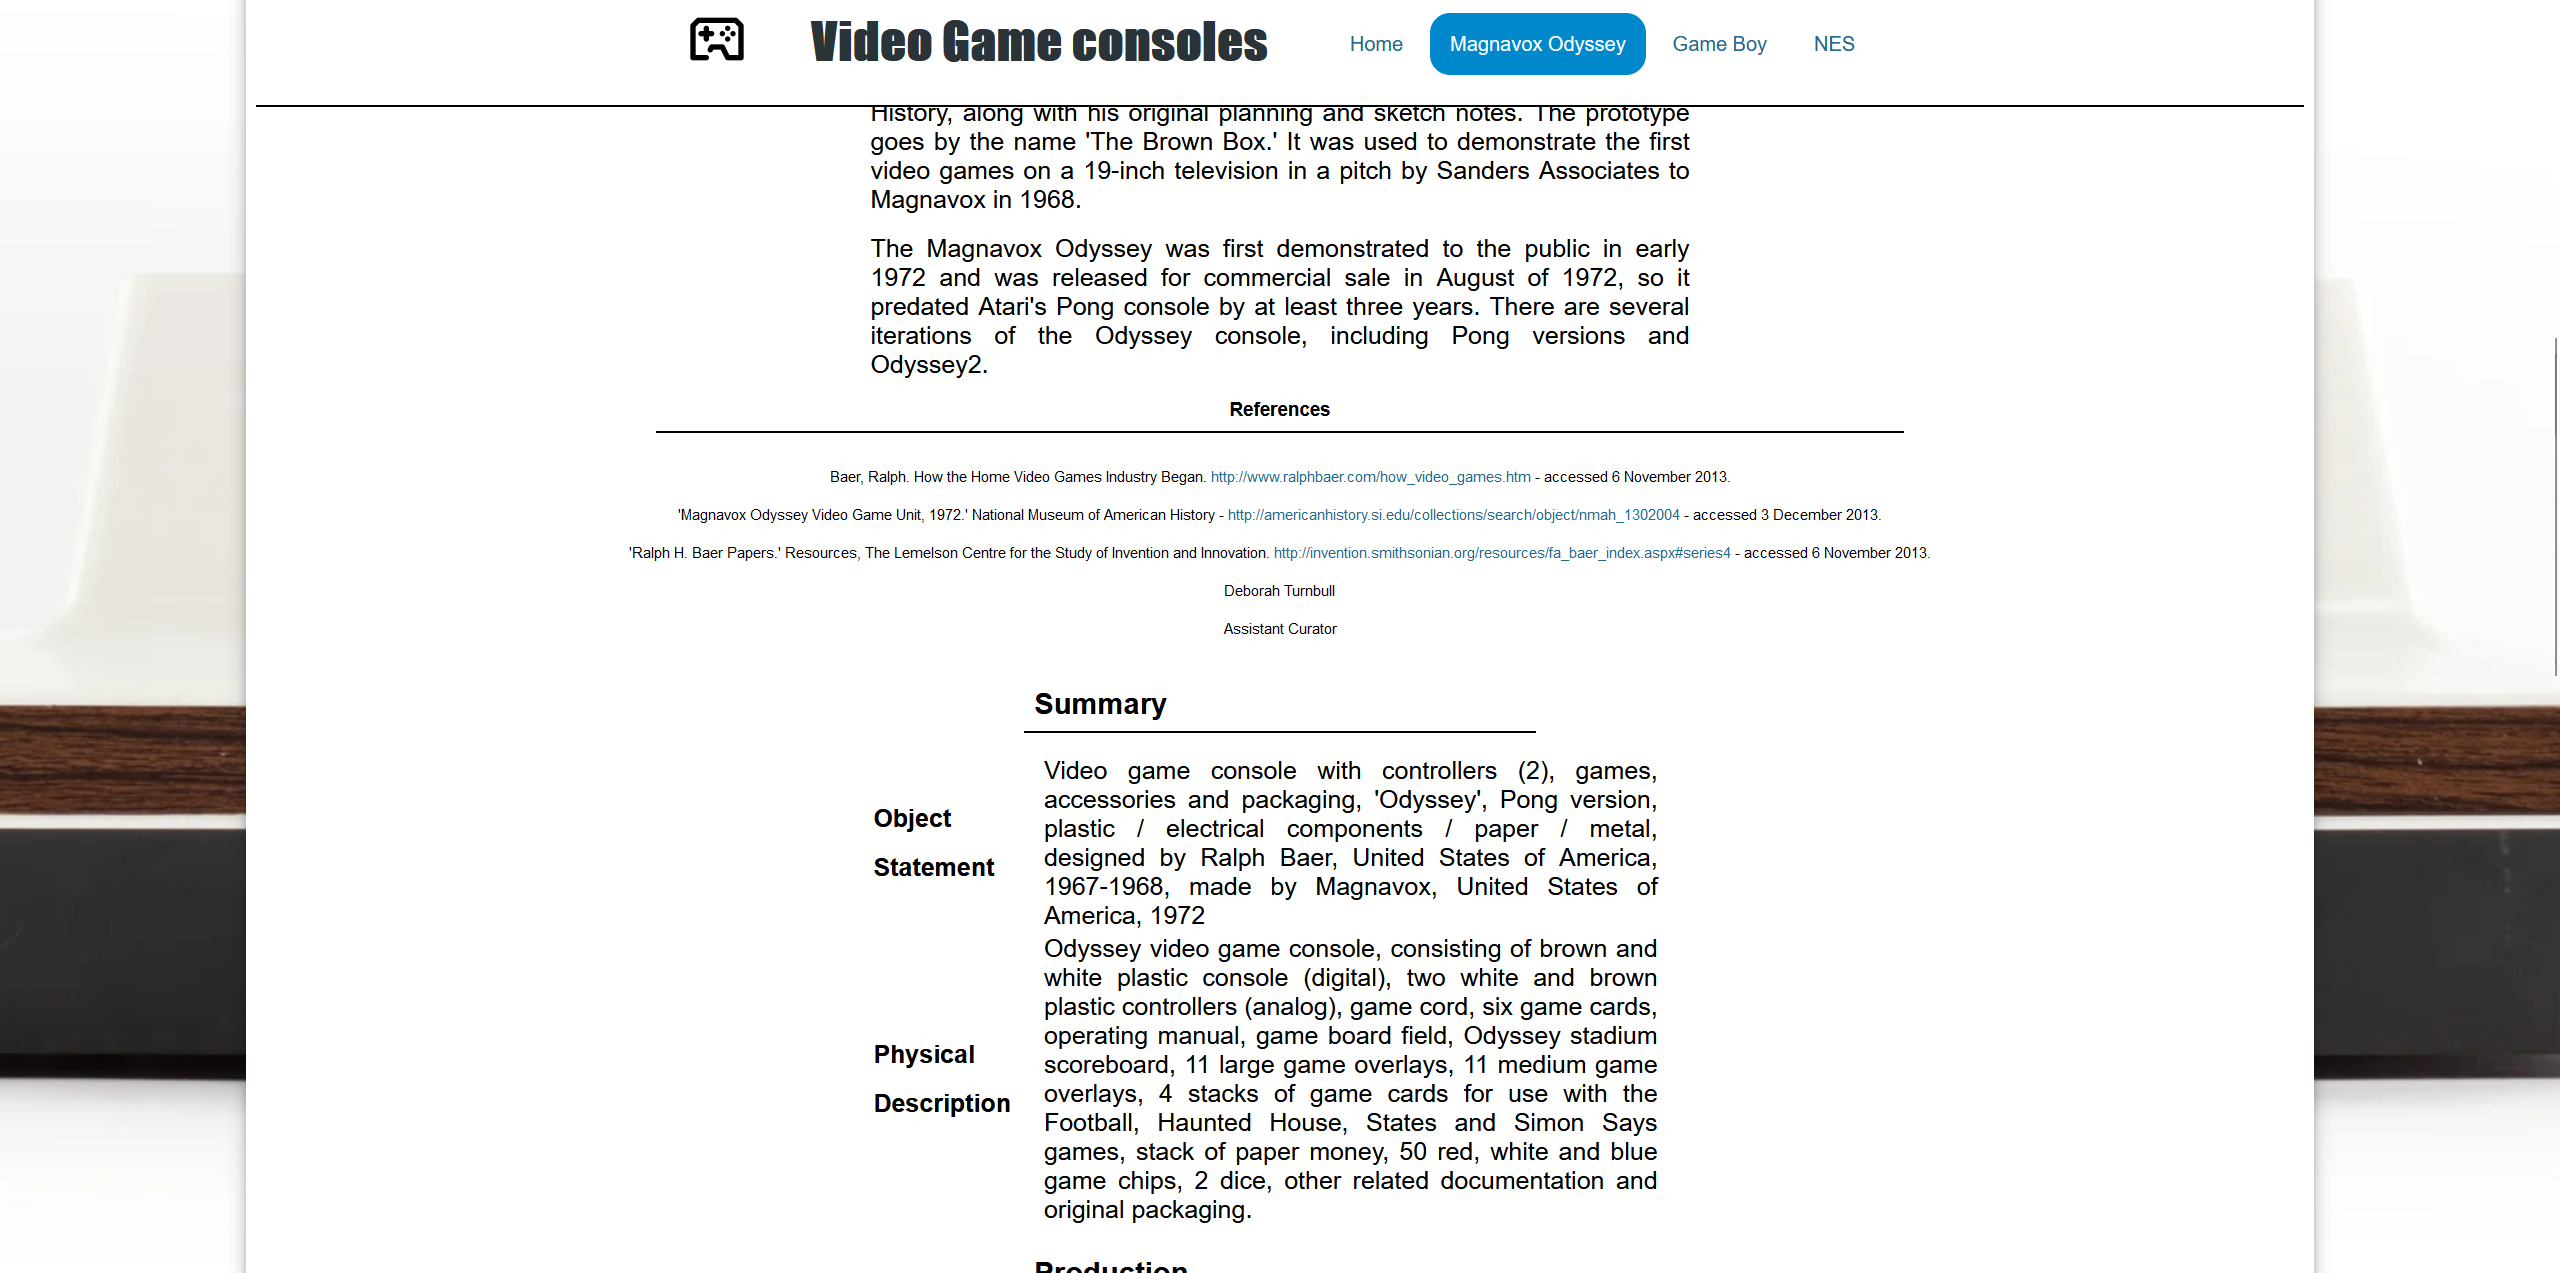 Video Game consoles
Home
Magnavox Odyssey
Game Boy
NES
History, along with his original planning and sketch notes. The prototype
goes by the name 'The Brown Box.' It was used to demonstrate the first
video games on a 19-inch television in a pitch by Sanders Associates to
Magnavox in 1968.
The Magnavox Odyssey was first demonstrated to the public in early
1972 and was released for commercial sale in August of 1972, so it
predated Atari's Pong console by at least three years. There are several
iterations of the Odyssey console, including Pong versions and
Odyssey2.
References
Baer, Ralph. How the Home Video Games Industry Began. http://www.ralphbaer.com/how_video_games.htm - accessed 6 November 2013.
'Magnavox Odyssey Video Game Unit, 1972.' National Museum of American History - http://americanhistory.si.edu/collections/search/object/nmah_1302004 - accessed 3 December 2013.
'Ralph H. Baer Papers.' Resources, The Lemelson Centre for the Study of Invention and Innovation. http://invention.smithsonian.org/resources/fa_baer_index.aspx#series4 - accessed 6 November 2013.
Deborah Turnbull
Assistant Curator
Summary
Object
Statement
Video game console with controllers (2), games,
accessories and packaging, 'Odyssey', Pong version,
plastic / electrical components / paper / metal,
designed by Ralph Baer, United States of America,
1967-1968, made by Magnavox, United States of
America, 1972
Physical
Description
Odyssey video game console, consisting of brown and
white plastic console (digital), two white and brown
plastic controllers (analog), game cord, six game cards,
operating manual, game board field, Odyssey stadium
scoreboard, 11 large game overlays, 11 medium game
overlays, 4 stacks of game cards for use with the
Football, Haunted House, States and Simon Says
games, stack of paper money, 50 red, white and blue
game chips, 2 dice, other related documentation and
original packaging.
Production